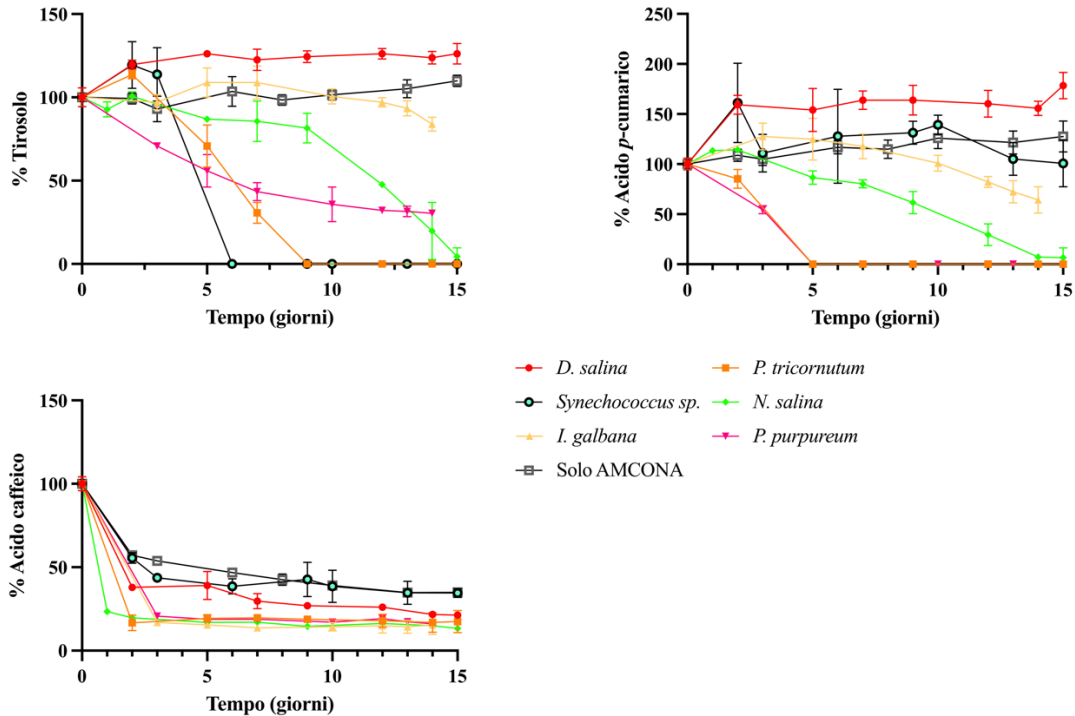 % Tirosolo
150
100
50
0
0
5
10
15
Tempo (giorni)
% Acido p-cumarico
250
200
150
100
50
0
0
5
10
15
Tempo (giorni)
% Acido caffeico
150
100
50
0
0
5
10
15
Tempo (giorni)
D. salina
P. tricornutum
Synechococcus sp.
N. salina
I. galbana
P. purpureum
Solo AMCONA